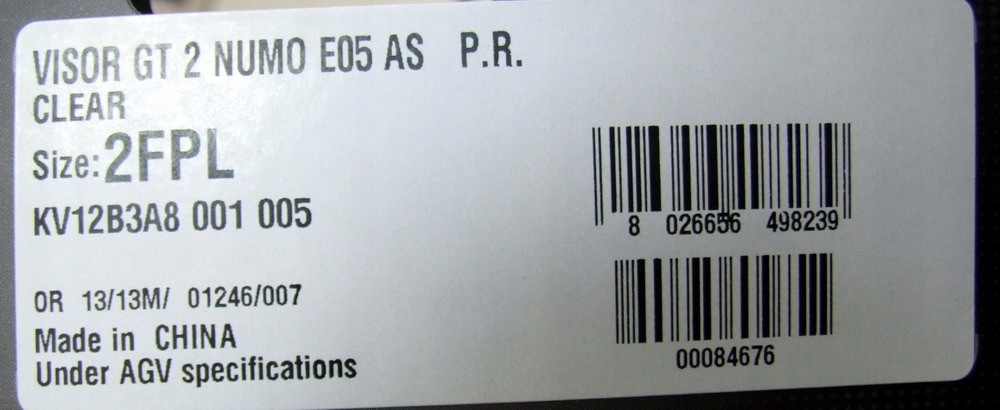 VISOR GT 2 NUMO E05 AS P.R.
CLEAR
Size: 2FPL
KV12B3A8 001 005
OR 13/13M/ 01246/007
Made in CHINA
Under AGV specifications
8 026656 498239
00084676